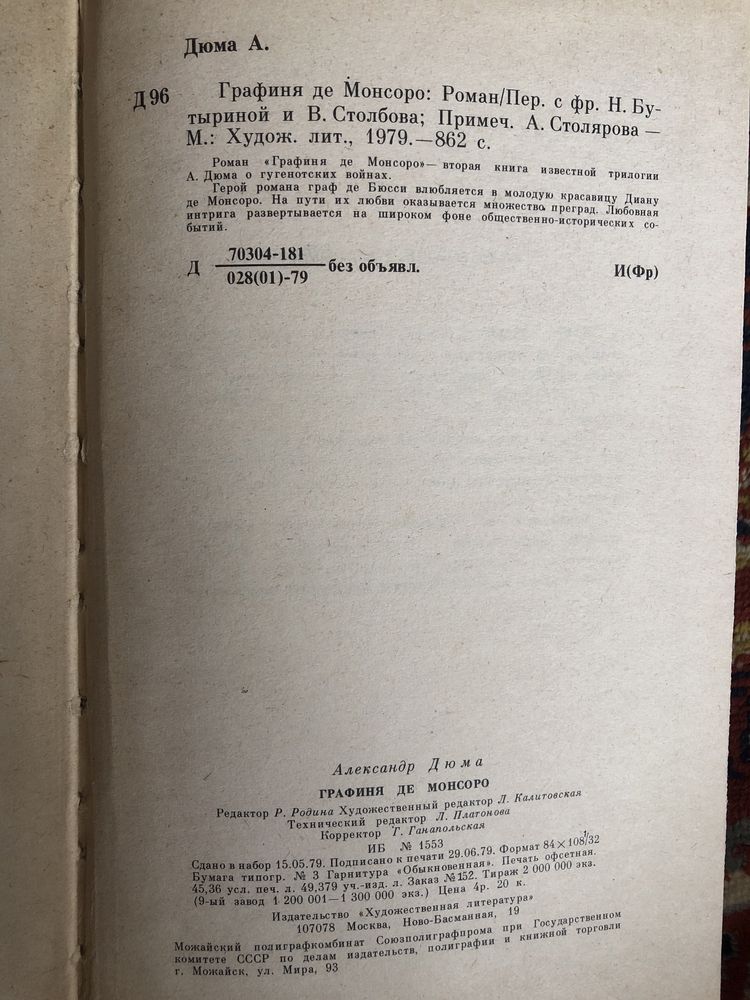 Дюма А.
Д 96
Графиня де Монсоро: Роман/Пер. с фр. Н. Бу-
тыриной и В. Столбова; Примеч. А. Столярова —
М.: Худож. лит., 1979.—862 с.
Роман «Графиня де Монсоро»— вторая книга известной трилогии
А. Дюма о гугенотских войнах.
Герой романа граф де Бюсси влюбляется в молодую красавицу Диану
де Монсоро. На пути их любви оказывается множество преград. Любовная
интрига развертывается на широком фоне общественно-исторических со-
бытий.
70304-181
Д без объявл. И(Фр)
028(01)-79
Александр Дюма
ГРАФИНЯ ДЕ МОНСОРО
Редактор Р. Родина Художественный редактор Л. Калитовская
Технический редактор Л. Платонова
Корректор Г. Ганапольская
ИБ № 1553
Сдано в набор 15.05.79. Подписано к печати 29.06.79. Формат 84×108¹/32
Бумага типогр. № 3 Гарнитура «Обыкновенная». Печать офсетная.
45,36 усл. печ. л. 49,379 уч.-изд. л. Заказ № 152. Тираж 2 000 000 экз.
(9-ый завод 1 200 001—1 300 000 экз.) Цена 4р. 20 к.
Издательство «Художественная литература»
107078 Москва, Ново-Басманная, 19
Можайский полиграфкомбинат Союзполиграфпрома при Государственном
комитете СССР по делам издательств, полиграфии и книжной торговли
г. Можайск, ул. Мира, 93